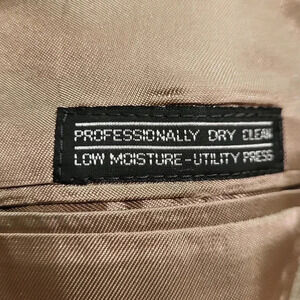 PROFESSIONALLY DRY CLEAN
LOW MOISTURE-UTILITY PRESS